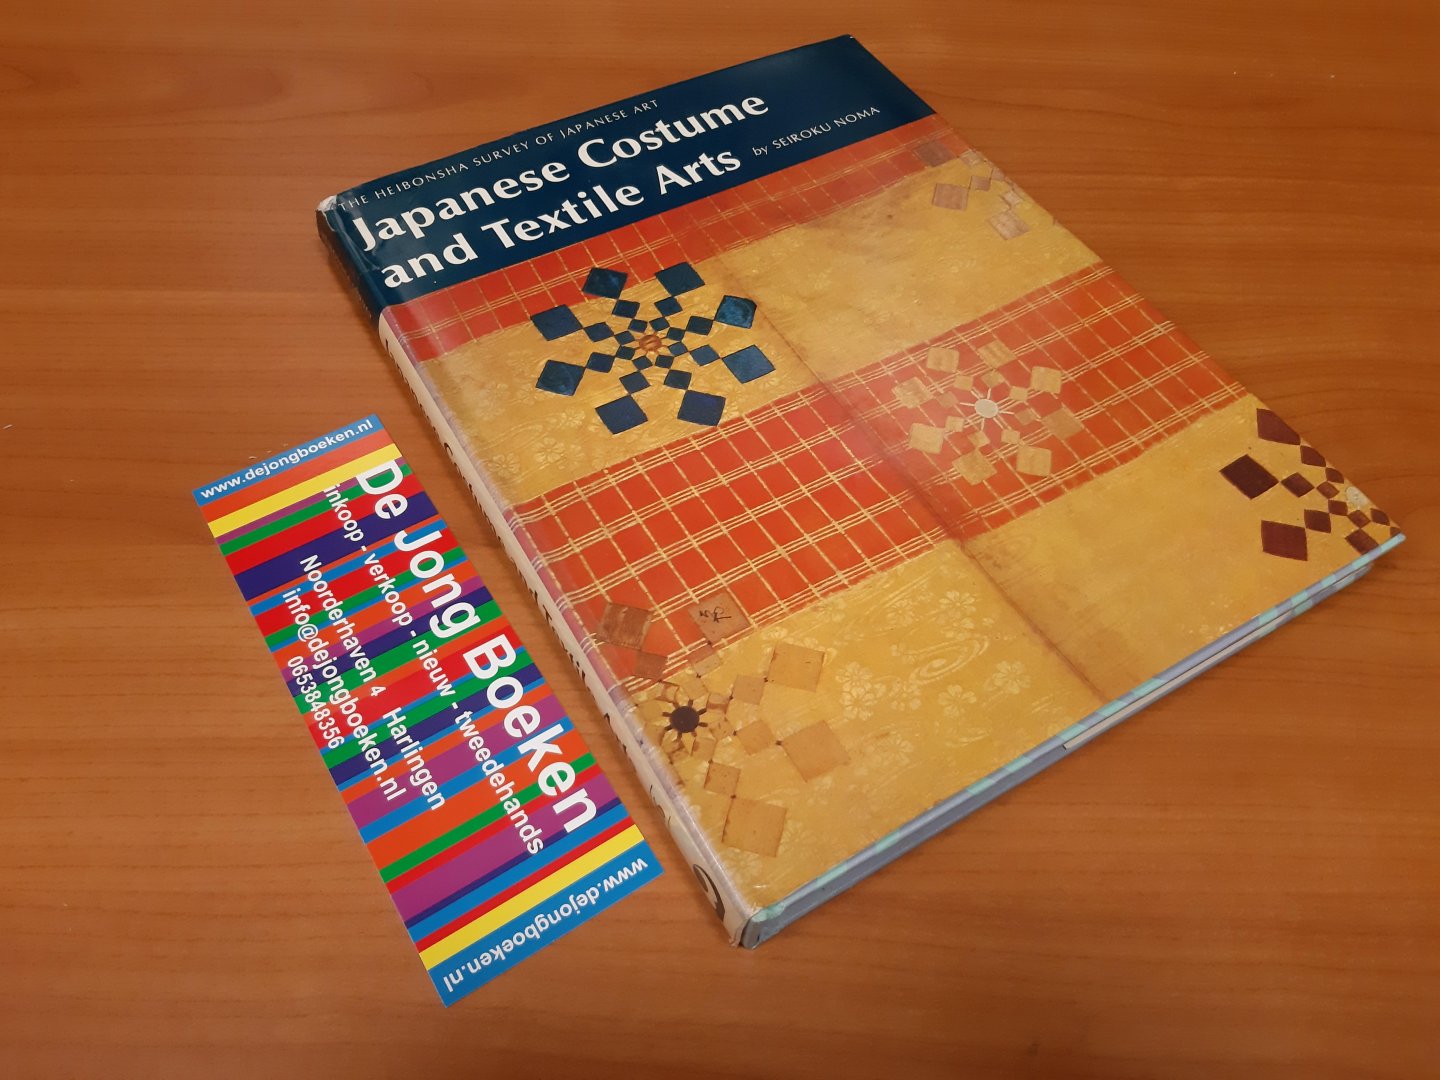 THE HEIBONSHA SURVEY OF JAPANESE ART
Japanese Costume
and Textile Arts
by SEIROKU NOMA
www.dejongboeken.nl
De Jong Boeken
inkoop - verkoop - nieuw - tweedehands
Noorderhaven 4 Harlingen
info@dejongboeken.nl
0653848356
www.dejongboeken.nl